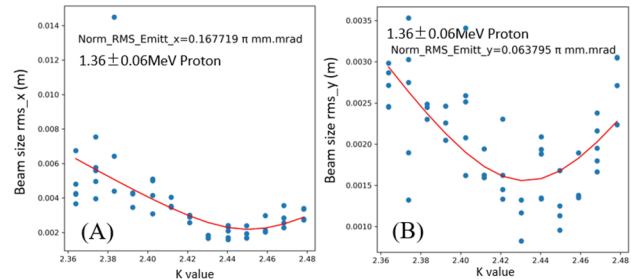 Norm_RMS_Emitt_x=0.167719 π mm.mrad
1.36±0.06MeV Proton
Beam size rms_x (m)
0.014
0.012
0.010
0.008
0.006
0.004
0.002
(A)
2.36 2.38 2.40 2.42 2.44 2.46 2.48
K value
1.36±0.06MeV Proton
Norm_RMS_Emitt_y=0.063795 π mm.mrad
Beam size rms_y (m)
0.0035
0.0030
0.0025
0.0020
0.0015
0.0010
(B)
2.36 2.38 2.40 2.42 2.44 2.46 2.48
K value